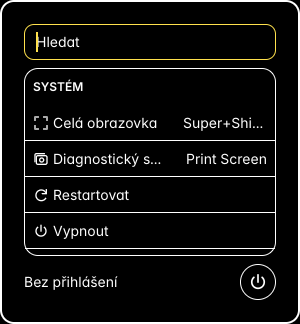 Hledat
SYSTÉM
Celá obrazovka Super+Shi...
Diagnostický s... Print Screen
Restartovat
Vypnout
Bez přihlášení